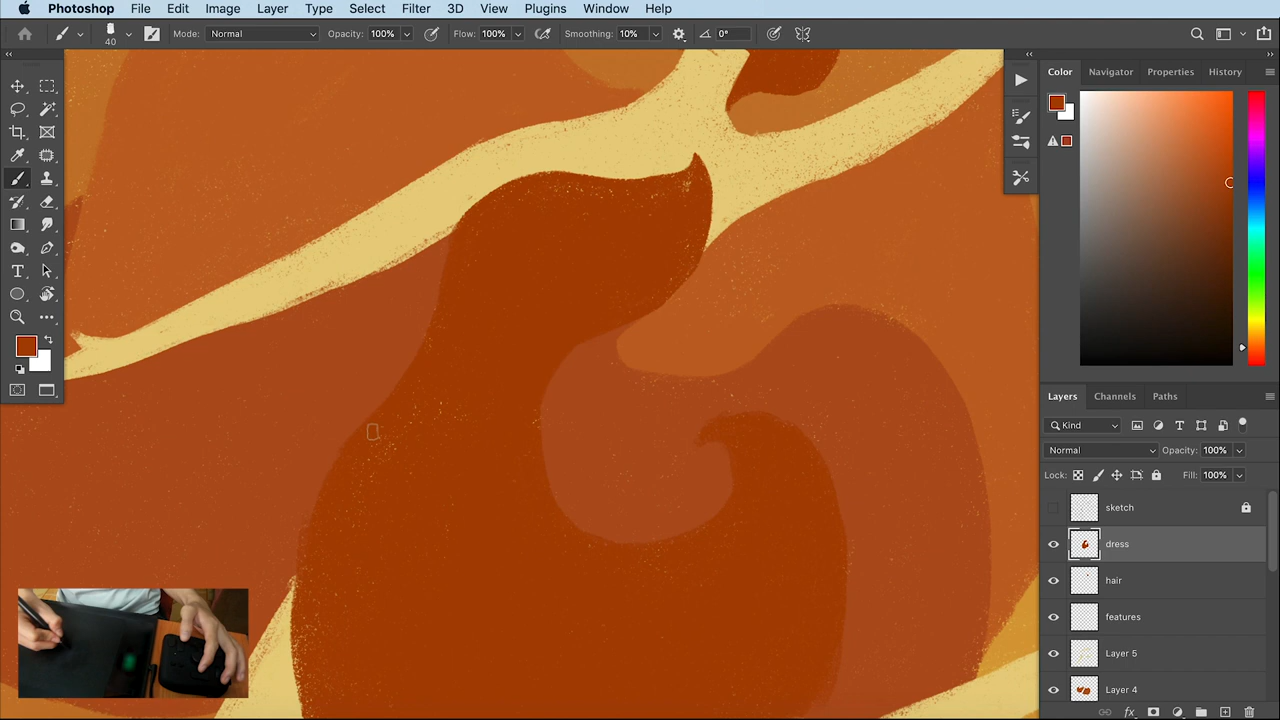 Photoshop File Edit Image Layer Type Select Filter 3D View Plugins Window Help
40 Mode: Normal Opacity: 100% Flow: 100% Smoothing: 10% 0°
Color Navigator Properties History
Layers Channels Paths
Kind
Normal Opacity: 100%
Lock: Fill: 100%
sketch
dress
hair
features
Layer 5
Layer 4
fx